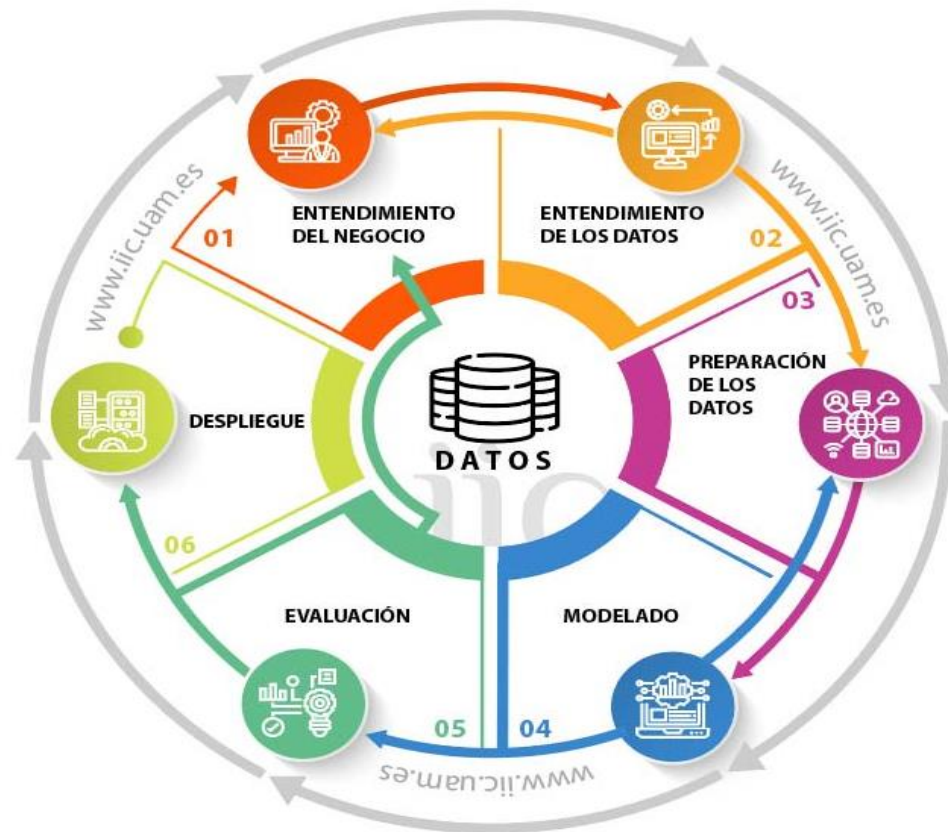 01
ENTENDIMIENTO
DEL NEGOCIO
ENTENDIMIENTO
DE LOS DATOS
02
03
PREPARACIÓN
DE LOS
DATOS
MODELADO
04
EVALUACIÓN
05
DESPLIEGUE
06
DATOS
iic
www.iic.uam.es
www.iic.uam.es
www.iic.uam.es